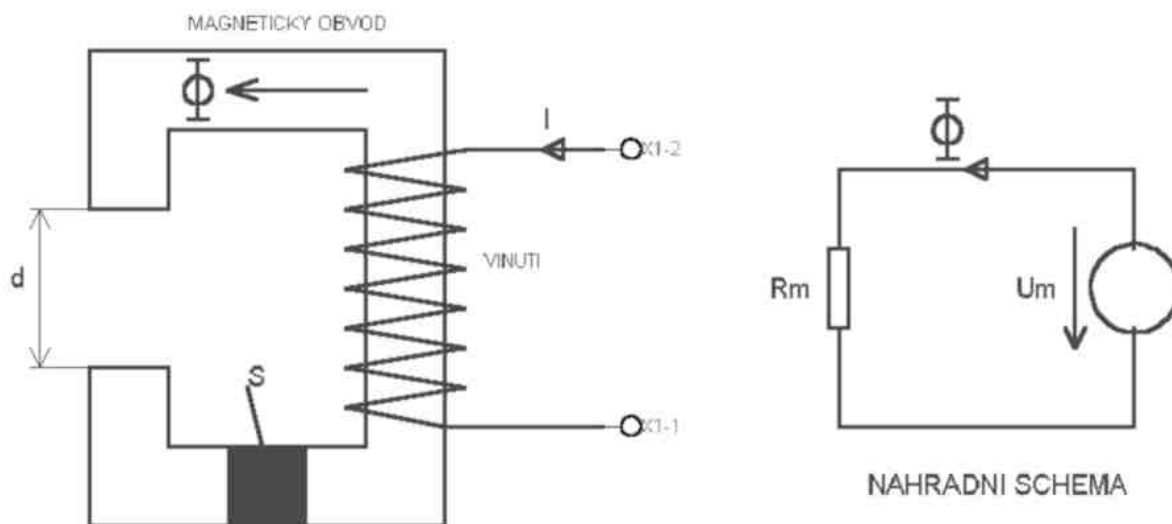 MAGNETICKY OBVOD
Φ
I
X1-2
Φ
d
VINUTI
Rm
Um
S
X1-1
NAHRADNI SCHEMA